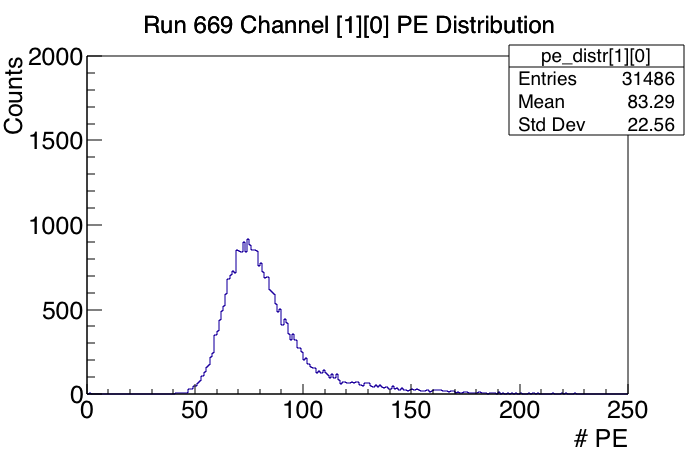 Run 669 Channel [1][0] PE Distribution
pe_distr[1][0]
Entries 31486
Mean 83.29
Std Dev 22.56
Counts
2000
1500
1000
500
0
0 50 100 150 200 250
# PE